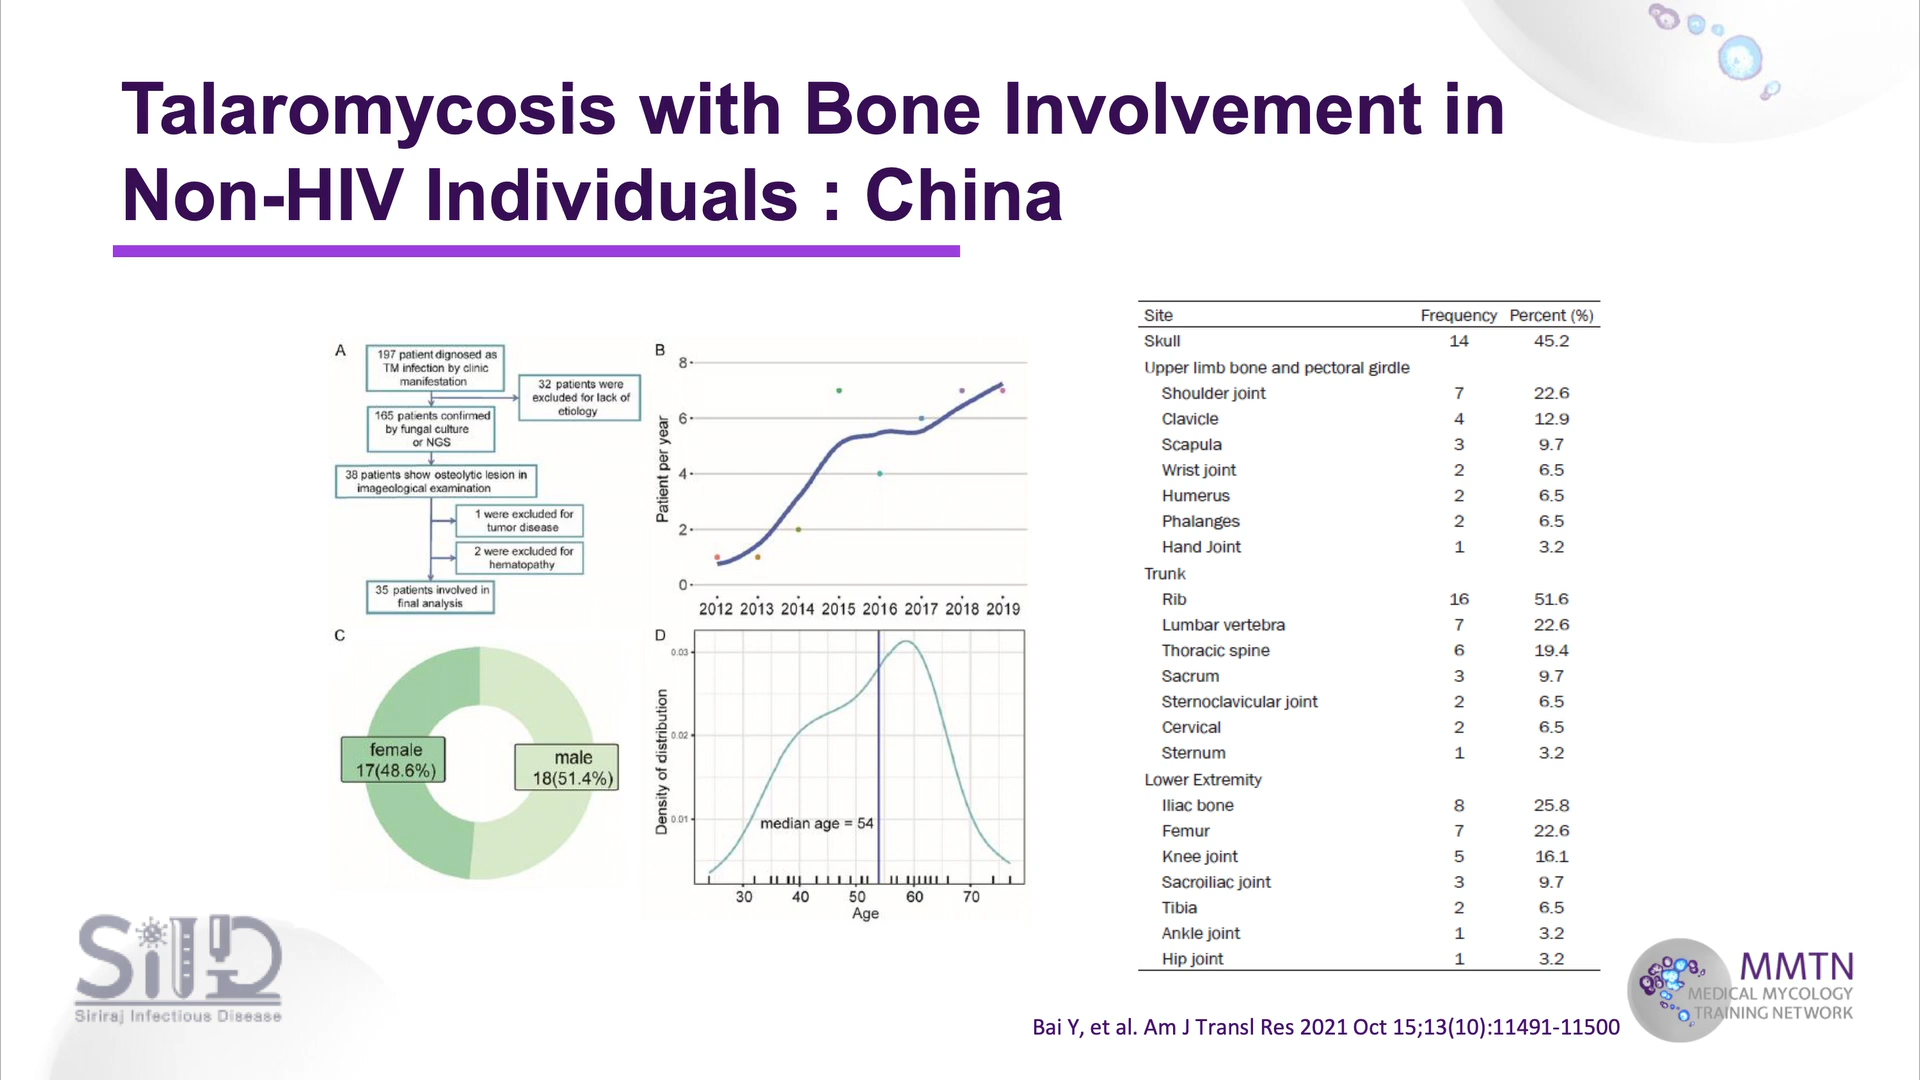 Talaromycosis with Bone Involvement in
Non-HIV Individuals : China
A
197 patient dignosed as
TM infection by clinic
manifestation
32 patients were
excluded for lack of
etiology
165 patients confirmed
by fungal culture
or NGS
38 patients show osteolytic lesion in
imageological examination
1 were excluded for
tumor disease
2 were excluded for
hematopathy
35 patients involved in
final analysis
B
Patient per year
8
6
4
2
0
2012 2013 2014 2015 2016 2017 2018 2019
C
female
17(48.6%)
male
18(51.4%)
D
Density of distribution
0.03
0.02
0.01
median age = 54
30 40 50 60 70
Age
Site Frequency Percent (%)
Skull 14 45.2
Upper limb bone and pectoral girdle
Shoulder joint 7 22.6
Clavicle 4 12.9
Scapula 3 9.7
Wrist joint 2 6.5
Humerus 2 6.5
Phalanges 2 6.5
Hand Joint 1 3.2
Trunk
Rib 16 51.6
Lumbar vertebra 7 22.6
Thoracic spine 6 19.4
Sacrum 3 9.7
Sternoclavicular joint 2 6.5
Cervical 2 6.5
Sternum 1 3.2
Lower Extremity
Iliac bone 8 25.8
Femur 7 22.6
Knee joint 5 16.1
Sacroiliac joint 3 9.7
Tibia 2 6.5
Ankle joint 1 3.2
Hip joint 1 3.2
SiID
Siriraj Infectious Disease
Bai Y, et al. Am J Transl Res 2021 Oct 15;13(10):11491-11500
MMTN
MEDICAL MYCOLOGY
TRAINING NETWORK